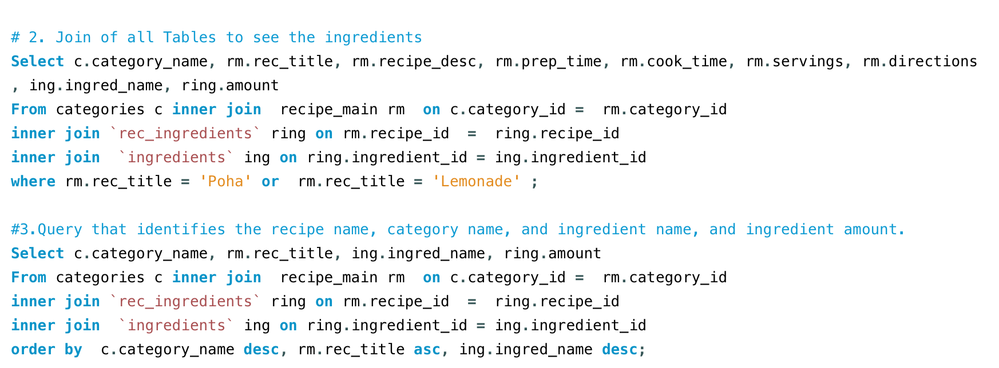 # 2. Join of all Tables to see the ingredients
Select c.category_name, rm.rec_title, rm.recipe_desc, rm.prep_time, rm.cook_time, rm.servings, rm.directions
, ing.ingred_name, ring.amount
From categories c inner join  recipe_main rm  on c.category_id =  rm.category_id
inner join `rec_ingredients` ring on rm.recipe_id  =  ring.recipe_id
inner join  `ingredients` ing on ring.ingredient_id = ing.ingredient_id
where rm.rec_title = 'Poha' or  rm.rec_title = 'Lemonade' ;
#3.Query that identifies the recipe name, category name, and ingredient name, and ingredient amount.
Select c.category_name, rm.rec_title, ing.ingred_name, ring.amount
From categories c inner join  recipe_main rm  on c.category_id =  rm.category_id
inner join `rec_ingredients` ring on rm.recipe_id  =  ring.recipe_id
inner join  `ingredients` ing on ring.ingredient_id = ing.ingredient_id
order by  c.category_name desc, rm.rec_title asc, ing.ingred_name desc;